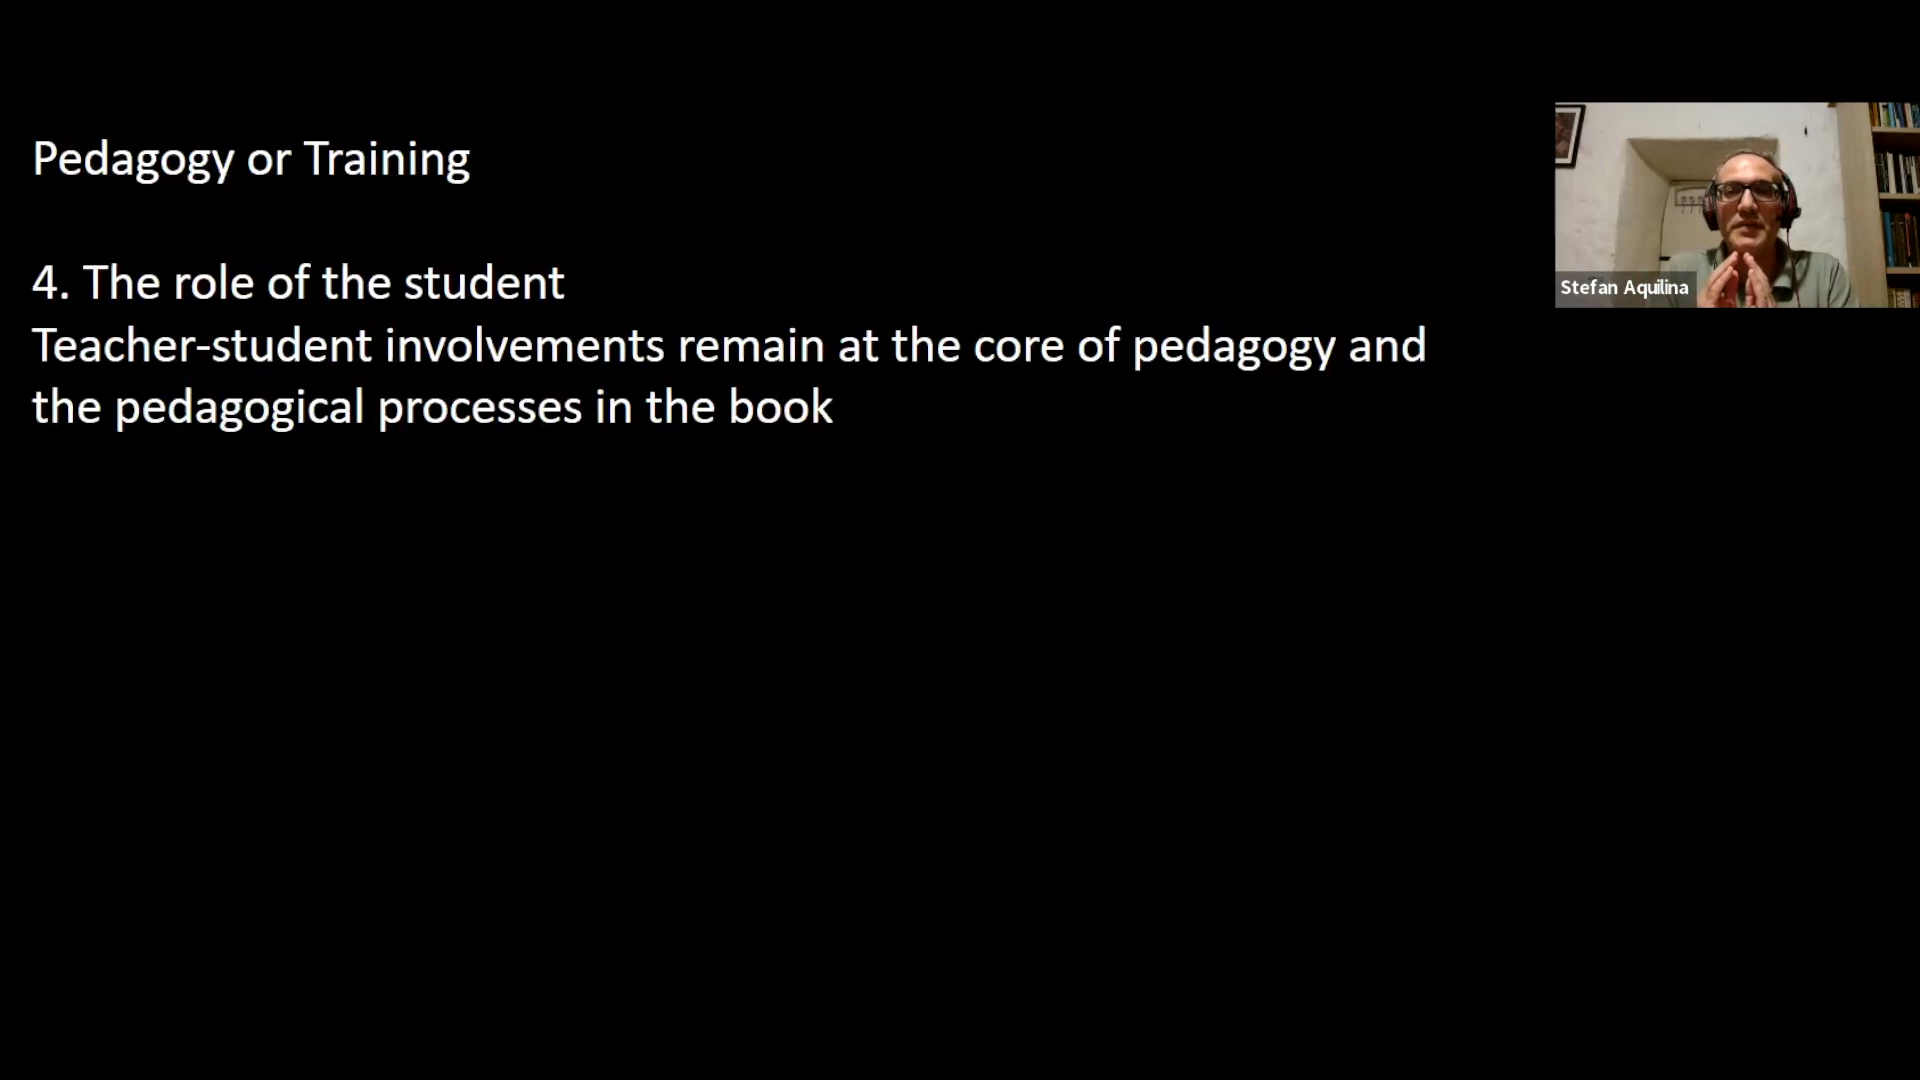 Pedagogy or Training
4. The role of the student
Teacher-student involvements remain at the core of pedagogy and
the pedagogical processes in the book
Stefan Aquilina